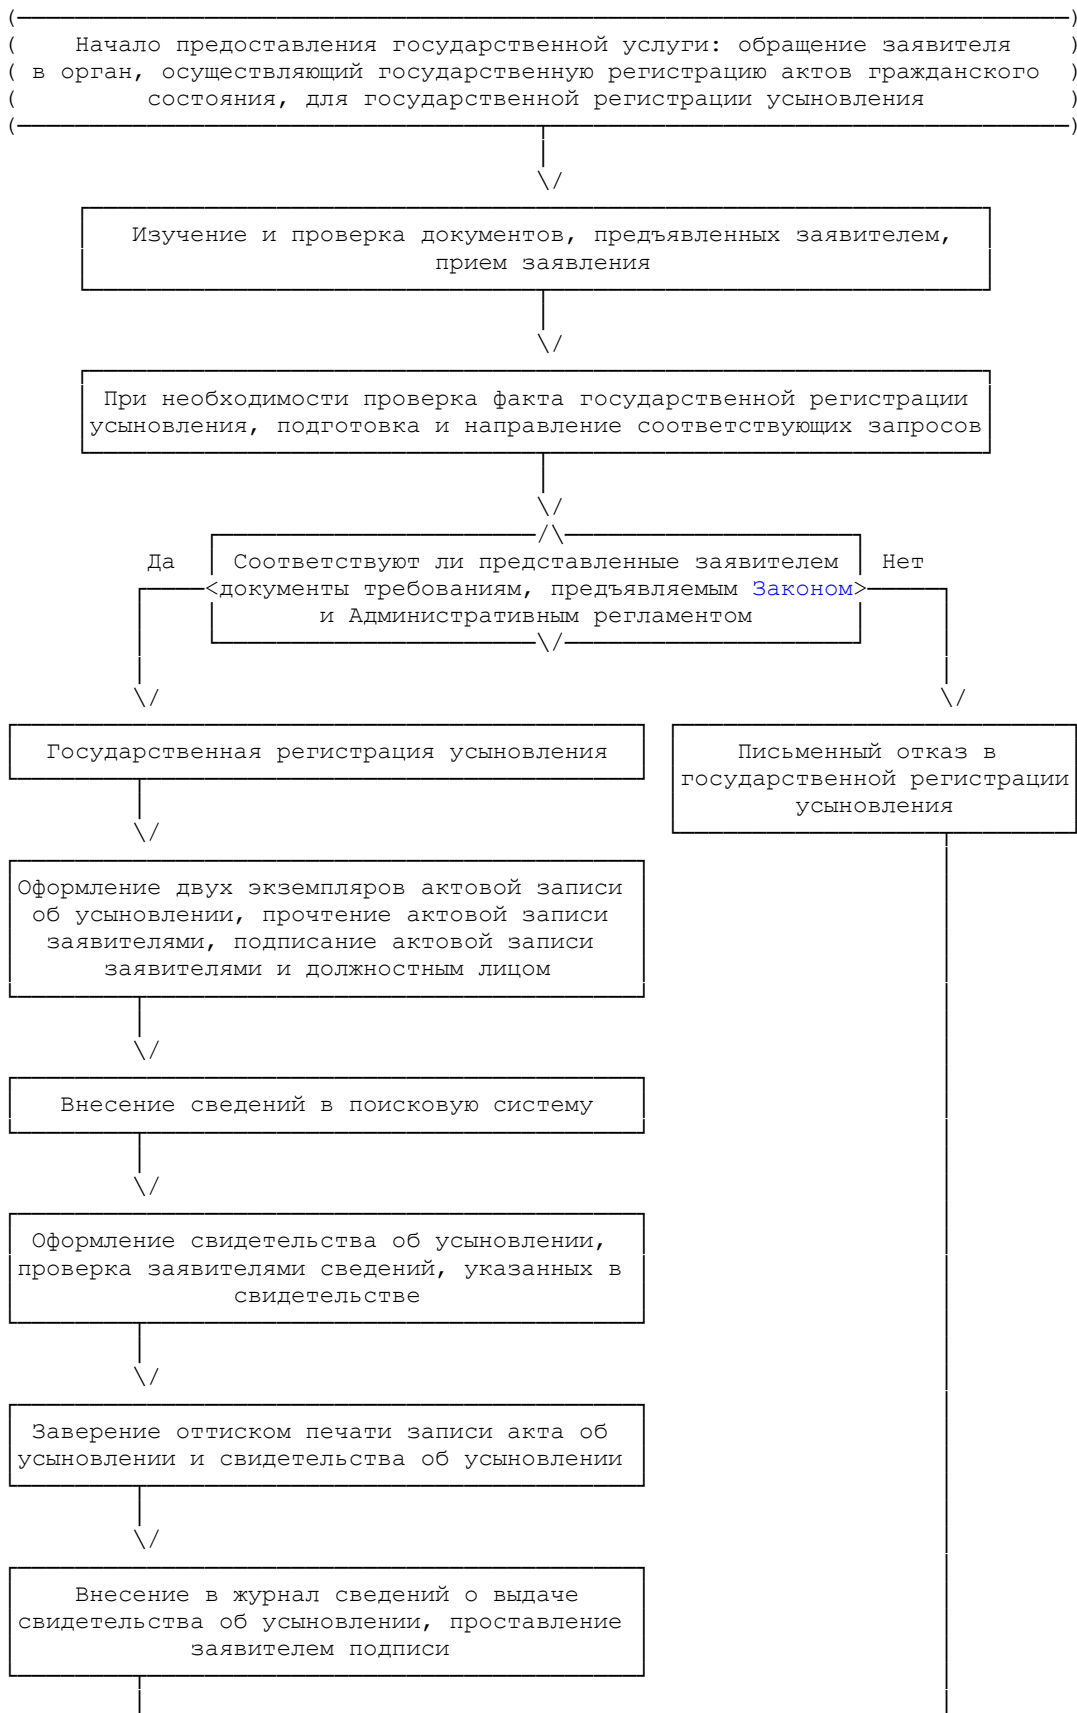 Начало предоставления государственной услуги: обращение заявителя
в орган, осуществляющий государственную регистрацию актов гражданского
состояния, для государственной регистрации усыновления
Изучение и проверка документов, предъявленных заявителем,
прием заявления
При необходимости проверка факта государственной регистрации
усыновления, подготовка и направление соответствующих запросов
Да
Соответствуют ли представленные заявителем
документы требованиям, предъявляемым Законом
и Административным регламентом
Нет
Государственная регистрация усыновления
Письменный отказ в
государственной регистрации
усыновления
Оформление двух экземпляров актовой записи
об усыновлении, прочтение актовой записи
заявителями, подписание актовой записи
заявителями и должностным лицом
Внесение сведений в поисковую систему
Оформление свидетельства об усыновлении,
проверка заявителями сведений, указанных в
свидетельстве
Заверение оттиском печати записи акта об
усыновлении и свидетельства об усыновлении
Внесение в журнал сведений о выдаче
свидетельства об усыновлении, проставление
заявителем подписи